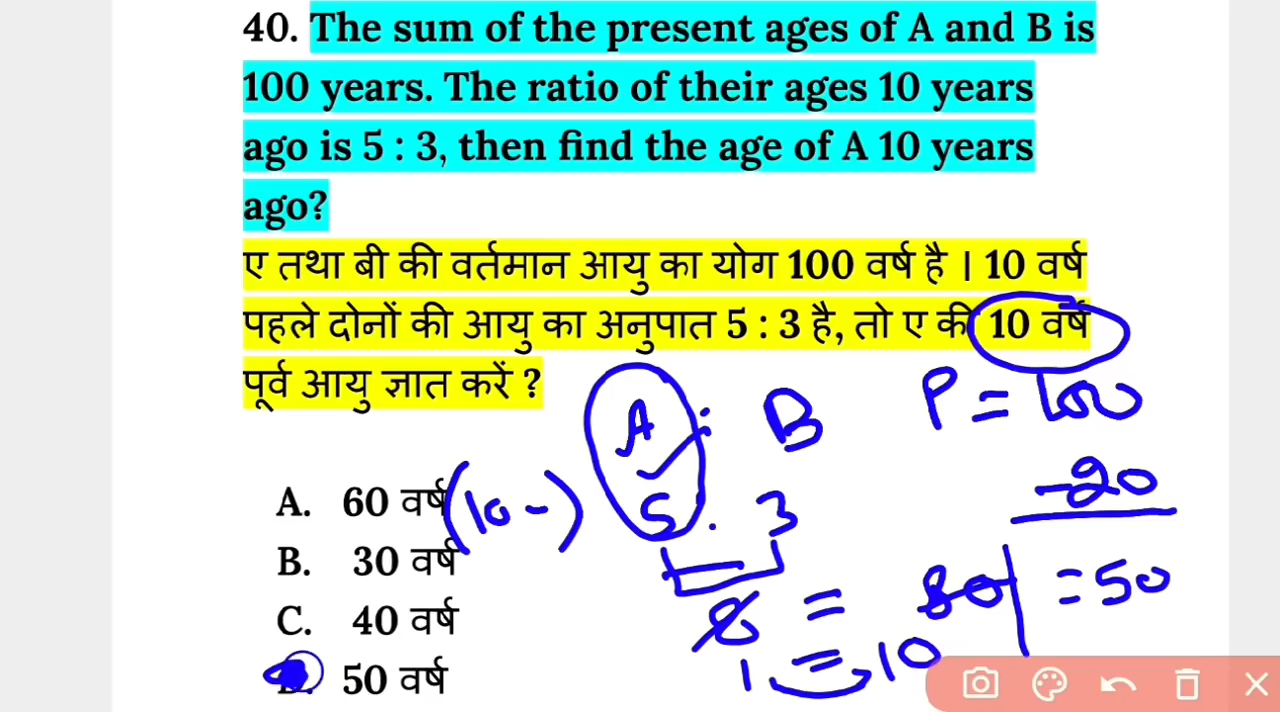 40. The sum of the present ages of A and B is
100 years. The ratio of their ages 10 years
ago is 5 : 3, then find the age of A 10 years
ago?
ए तथा बी की वर्तमान आयु का योग 100 वर्ष है । 10 वर्ष
पहले दोनों की आयु का अनुपात 5 : 3 है, तो ए की 10 वर्ष
पूर्व आयु ज्ञात करें ?
A : B
P = 100
(10 -) 5 : 3
- 20
8 = 80 = 50
1 = 10
A. 60 वर्ष
B. 30 वर्ष
C. 40 वर्ष
50 वर्ष